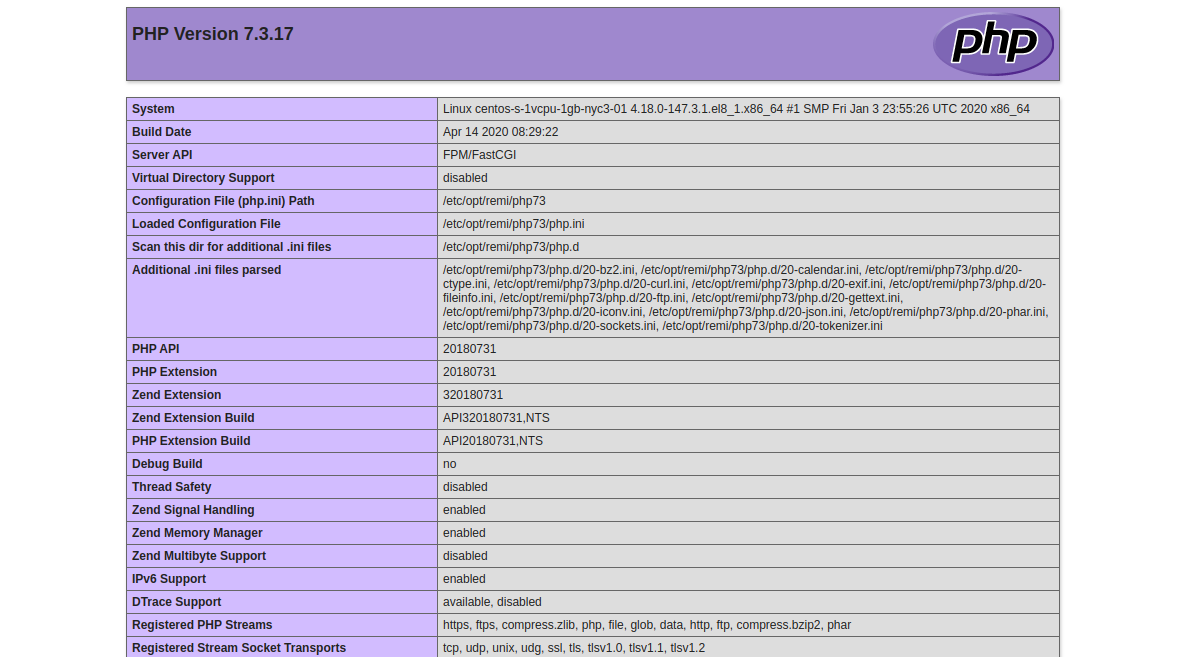 PHP Version 7.3.17
php
System Linux centos-s-1vcpu-1gb-nyc3-01 4.18.0-147.3.1.el8_1.x86_64 #1 SMP Fri Jan 3 23:55:26 UTC 2020 x86_64
Build Date Apr 14 2020 08:29:22
Server API FPM/FastCGI
Virtual Directory Support disabled
Configuration File (php.ini) Path /etc/opt/remi/php73
Loaded Configuration File /etc/opt/remi/php73/php.ini
Scan this dir for additional .ini files /etc/opt/remi/php73/php.d
Additional .ini files parsed /etc/opt/remi/php73/php.d/20-bz2.ini, /etc/opt/remi/php73/php.d/20-calendar.ini, /etc/opt/remi/php73/php.d/20-
ctype.ini, /etc/opt/remi/php73/php.d/20-curl.ini, /etc/opt/remi/php73/php.d/20-exif.ini, /etc/opt/remi/php73/php.d/20-
fileinfo.ini, /etc/opt/remi/php73/php.d/20-ftp.ini, /etc/opt/remi/php73/php.d/20-gettext.ini,
/etc/opt/remi/php73/php.d/20-iconv.ini, /etc/opt/remi/php73/php.d/20-json.ini, /etc/opt/remi/php73/php.d/20-phar.ini,
/etc/opt/remi/php73/php.d/20-sockets.ini, /etc/opt/remi/php73/php.d/20-tokenizer.ini
PHP API 20180731
PHP Extension 20180731
Zend Extension 320180731
Zend Extension Build API320180731,NTS
PHP Extension Build API20180731,NTS
Debug Build no
Thread Safety disabled
Zend Signal Handling enabled
Zend Memory Manager enabled
Zend Multibyte Support disabled
IPv6 Support enabled
DTrace Support available, disabled
Registered PHP Streams https, ftps, compress.zlib, php, file, glob, data, http, ftp, compress.bzip2, phar
Registered Stream Socket Transports tcp, udp, unix, udg, ssl, tls, tlsv1.0, tlsv1.1, tlsv1.2